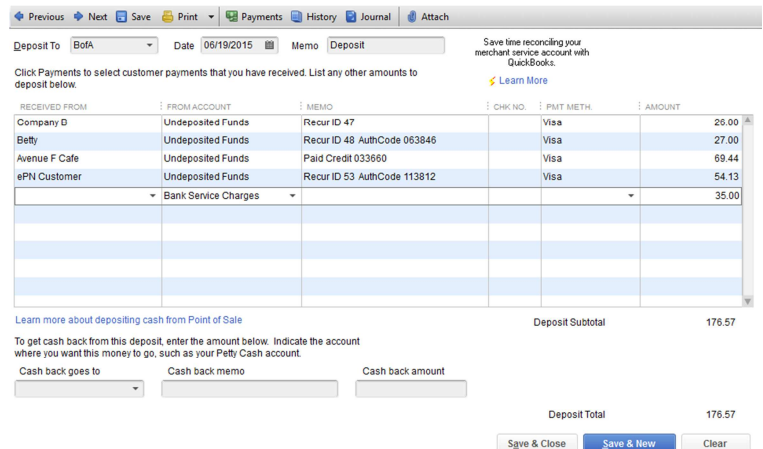 Previous Next Save Print Payments History Journal Attach
Deposit To BofA Date 06/19/2015 Memo Deposit
Save time reconciling your
merchant service account with
QuickBooks.
Learn More
Click Payments to select customer payments that you have received. List any other amounts to
deposit below.
RECEIVED FROM FROM ACCOUNT MEMO CHK NO. PMT METH. AMOUNT
Company B Undeposited Funds Recur ID 47 Visa 26.00
Betty Undeposited Funds Recur ID 48 AuthCode 063846 Visa 27.00
Avenue F Cafe Undeposited Funds Paid Credit 033660 Visa 69.44
ePN Customer Undeposited Funds Recur ID 53 AuthCode 113812 Visa 54.13
Bank Service Charges 35.00
Learn more about depositing cash from Point of Sale
Deposit Subtotal 176.57
To get cash back from this deposit, enter the amount below. Indicate the account
where you want this money to go, such as your Petty Cash account.
Cash back goes to Cash back memo Cash back amount
Deposit Total 176.57
Save & Close Save & New Clear